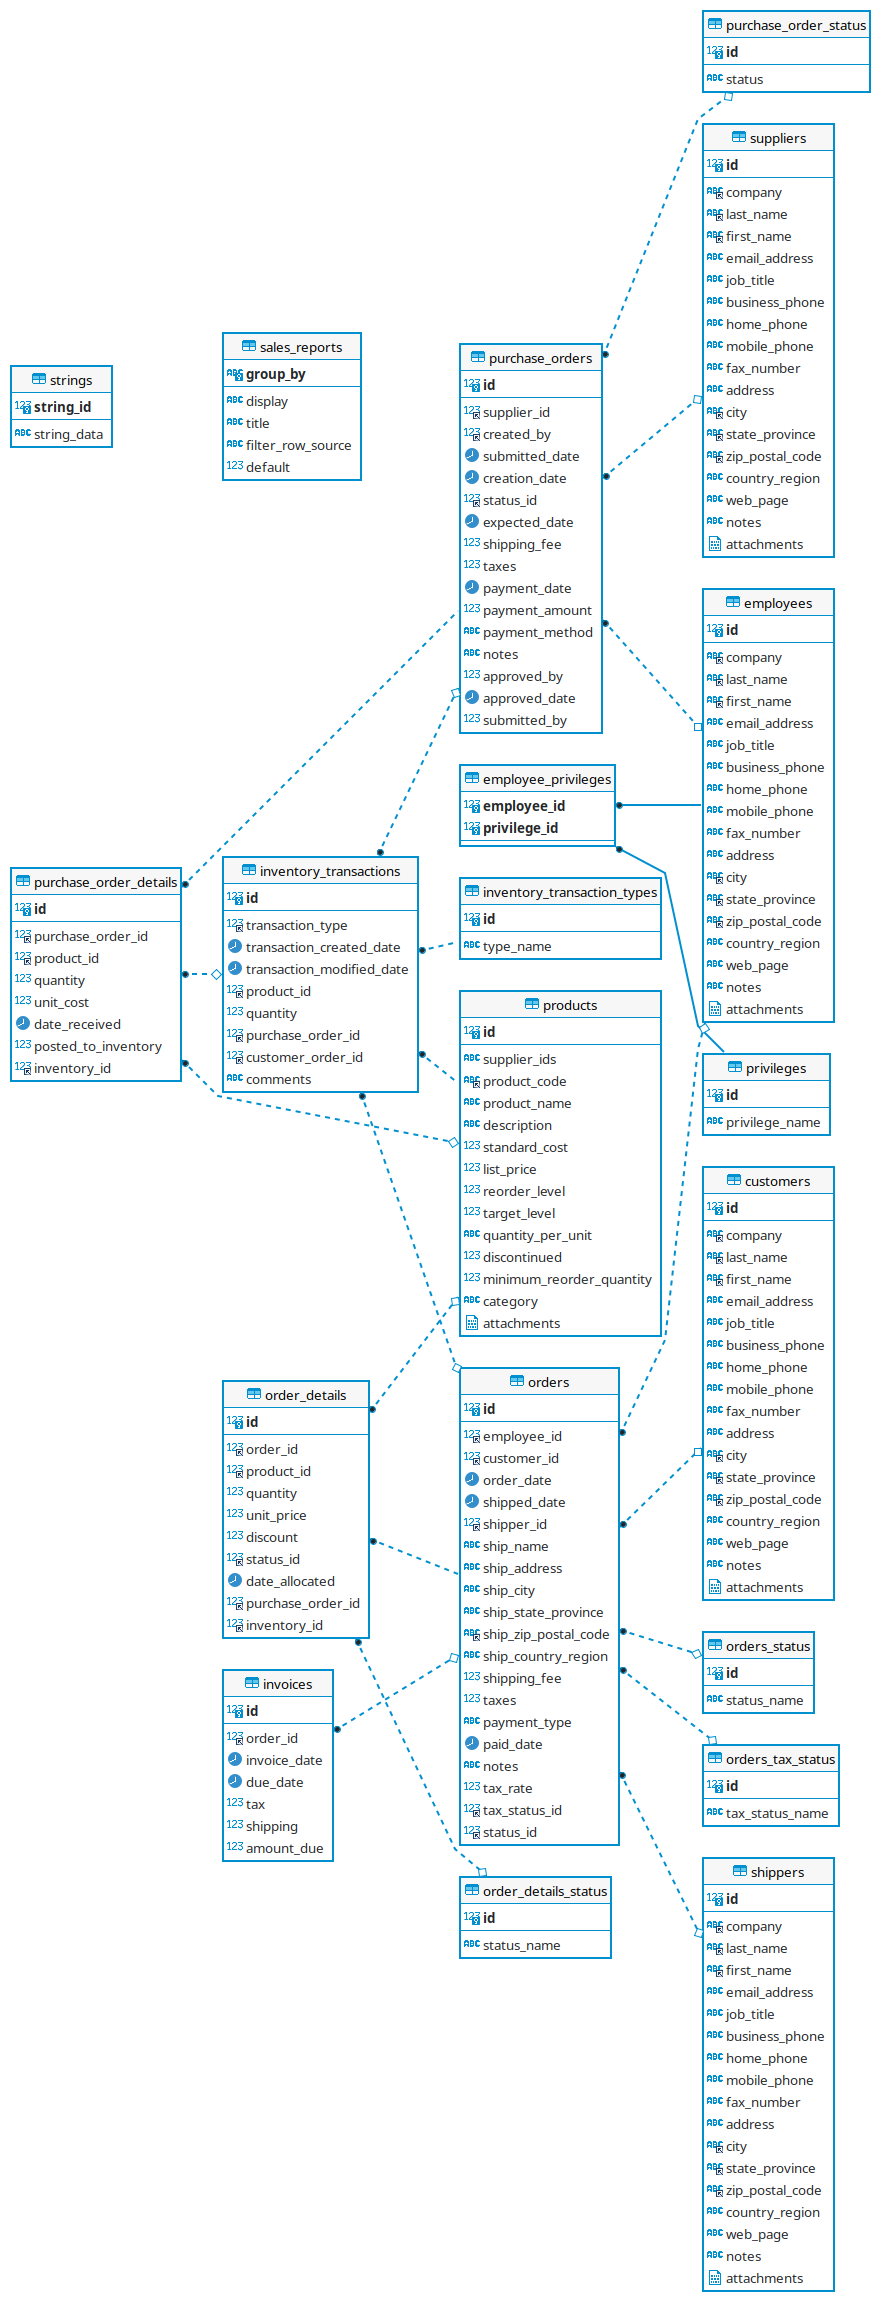 purchase_order_status
id
status
suppliers
id
company
last_name
first_name
email_address
job_title
business_phone
home_phone
mobile_phone
fax_number
address
city
state_province
zip_postal_code
country_region
web_page
notes
attachments
strings
string_id
string_data
sales_reports
group_by
display
title
filter_row_source
default
purchase_orders
id
supplier_id
created_by
submitted_date
creation_date
status_id
expected_date
shipping_fee
taxes
payment_date
payment_amount
payment_method
notes
approved_by
approved_date
submitted_by
employees
id
company
last_name
first_name
email_address
job_title
business_phone
home_phone
mobile_phone
fax_number
address
city
state_province
zip_postal_code
country_region
web_page
notes
attachments
employee_privileges
employee_id
privilege_id
purchase_order_details
id
purchase_order_id
product_id
quantity
unit_cost
date_received
posted_to_inventory
inventory_id
inventory_transactions
id
transaction_type
transaction_created_date
transaction_modified_date
product_id
quantity
purchase_order_id
customer_order_id
comments
inventory_transaction_types
id
type_name
products
id
supplier_ids
product_code
product_name
description
standard_cost
list_price
reorder_level
target_level
quantity_per_unit
discontinued
minimum_reorder_quantity
category
attachments
privileges
id
privilege_name
customers
id
company
last_name
first_name
email_address
job_title
business_phone
home_phone
mobile_phone
fax_number
address
city
state_province
zip_postal_code
country_region
web_page
notes
attachments
order_details
id
order_id
product_id
quantity
unit_price
discount
status_id
date_allocated
purchase_order_id
inventory_id
orders
id
employee_id
customer_id
order_date
shipped_date
shipper_id
ship_name
ship_address
ship_city
ship_state_province
ship_zip_postal_code
ship_country_region
shipping_fee
taxes
payment_type
paid_date
notes
tax_rate
tax_status_id
status_id
invoices
id
order_id
invoice_date
due_date
tax
shipping
amount_due
orders_status
id
status_name
orders_tax_status
id
tax_status_name
order_details_status
id
status_name
shippers
id
company
last_name
first_name
email_address
job_title
business_phone
home_phone
mobile_phone
fax_number
address
city
state_province
zip_postal_code
country_region
web_page
notes
attachments